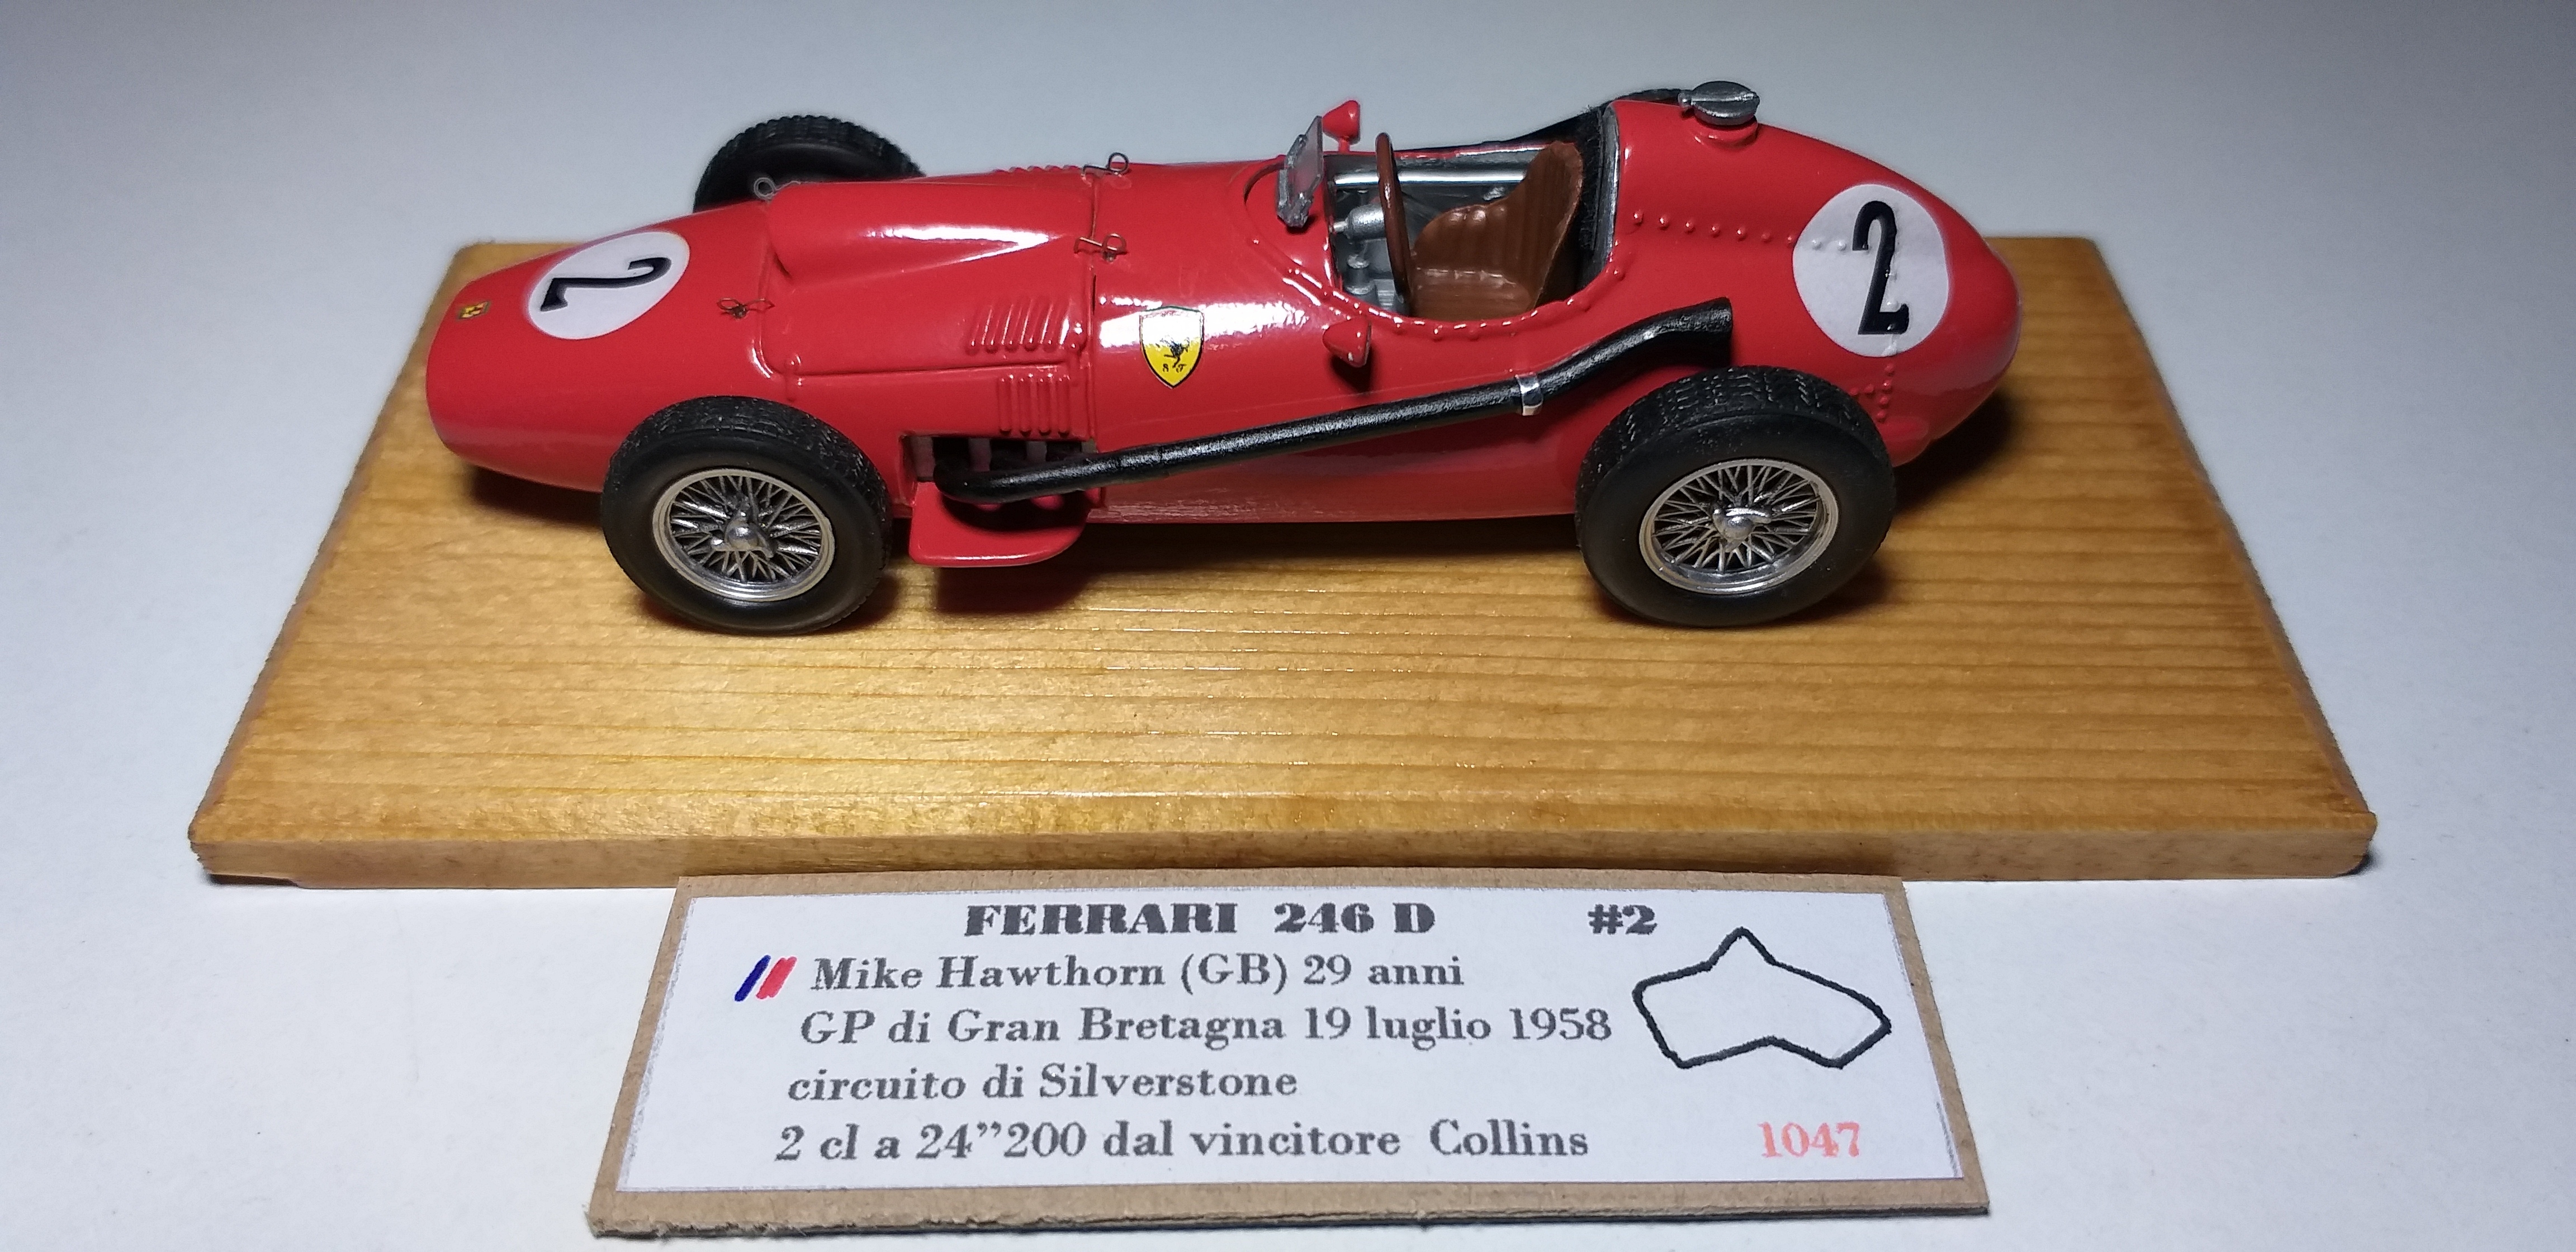 2
2
FERRARI 246 D #2
Mike Hawthorn (GB) 29 anni
GP di Gran Bretagna 19 luglio 1958
circuito di Silverstone
2 cl a 24”200 dal vincitore Collins
1047